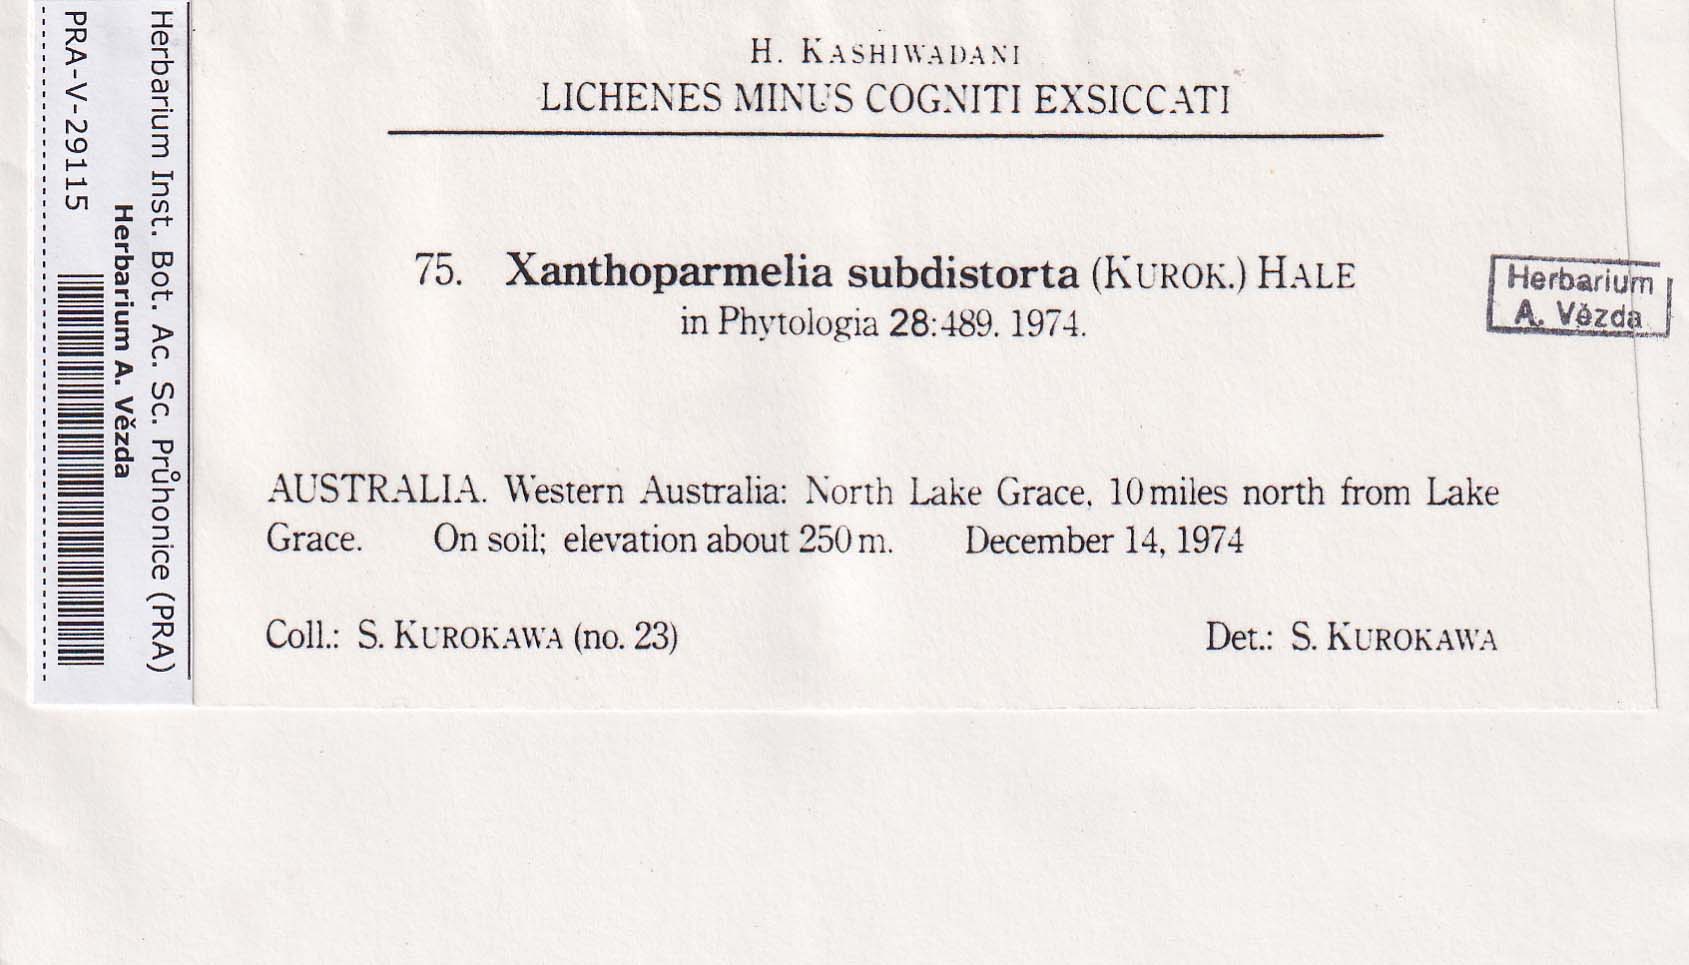 H. KASHIWADANI
LICHENES MINUS COGNITI EXSICCATI
75. Xanthoparmelia subdistorta (KUROK.) HALE
in Phytologia 28:489. 1974.
AUSTRALIA. Western Australia: North Lake Grace, 10 miles north from Lake
Grace. On soil; elevation about 250 m. December 14, 1974
Coll.: S. KUROKAWA (no. 23) Det.: S. KUROKAWA
Herbarium
A. Vězda
Herbarium Inst. Bot. Ac. Sc. Průhonice (PRA)
Herbarium A. Vězda
PRA-V-29115